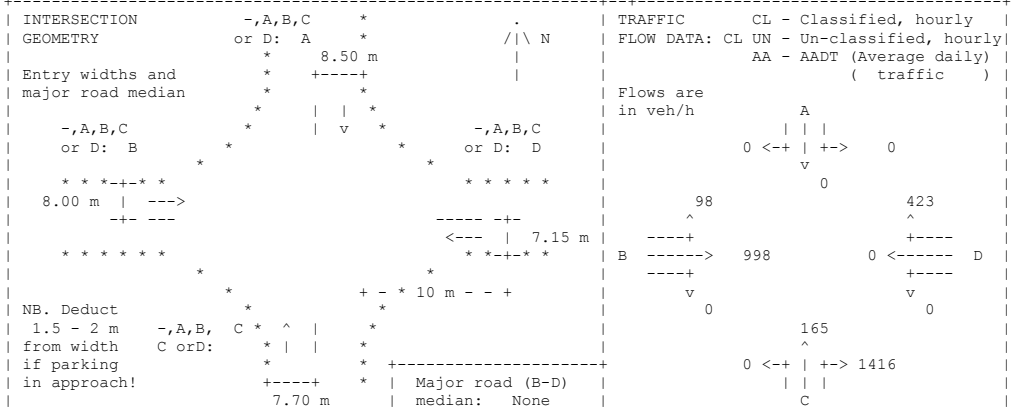 INTERSECTION -,A,B,C * . TRAFFIC CL - Classified, hourly
GEOMETRY or D: A * /|\ N FLOW DATA: CL UN - Un-classified, hourly
* 8.50 m | AA - AADT (Average daily)
Entry widths and * +----+ | ( traffic )
major road median * * Flows are
* | | * in veh/h A
-,A,B,C * | v * -,A,B,C | | |
or D: B * * or D: D 0 <-+ | +-> 0
* * v
* * *-+-* * * * * * * 0
8.00 m | ---> 98 423
-+- --- ----- -+- ^ ^
<--- | 7.15 m ----+ +----
* * * * * * * *-+-* * B ------> 998 0 <------ D
* * ----+ +----
* + - * 10 m - - + v v
NB. Deduct * * 0 0
1.5 - 2 m -,A,B, C * ^ | * 165
from width C orD: * | | * ^
if parking * * +---------------------+ 0 <-+ | +-> 1416
in approach! +----+ * | Major road (B-D) | | |
7.70 m | median: None C